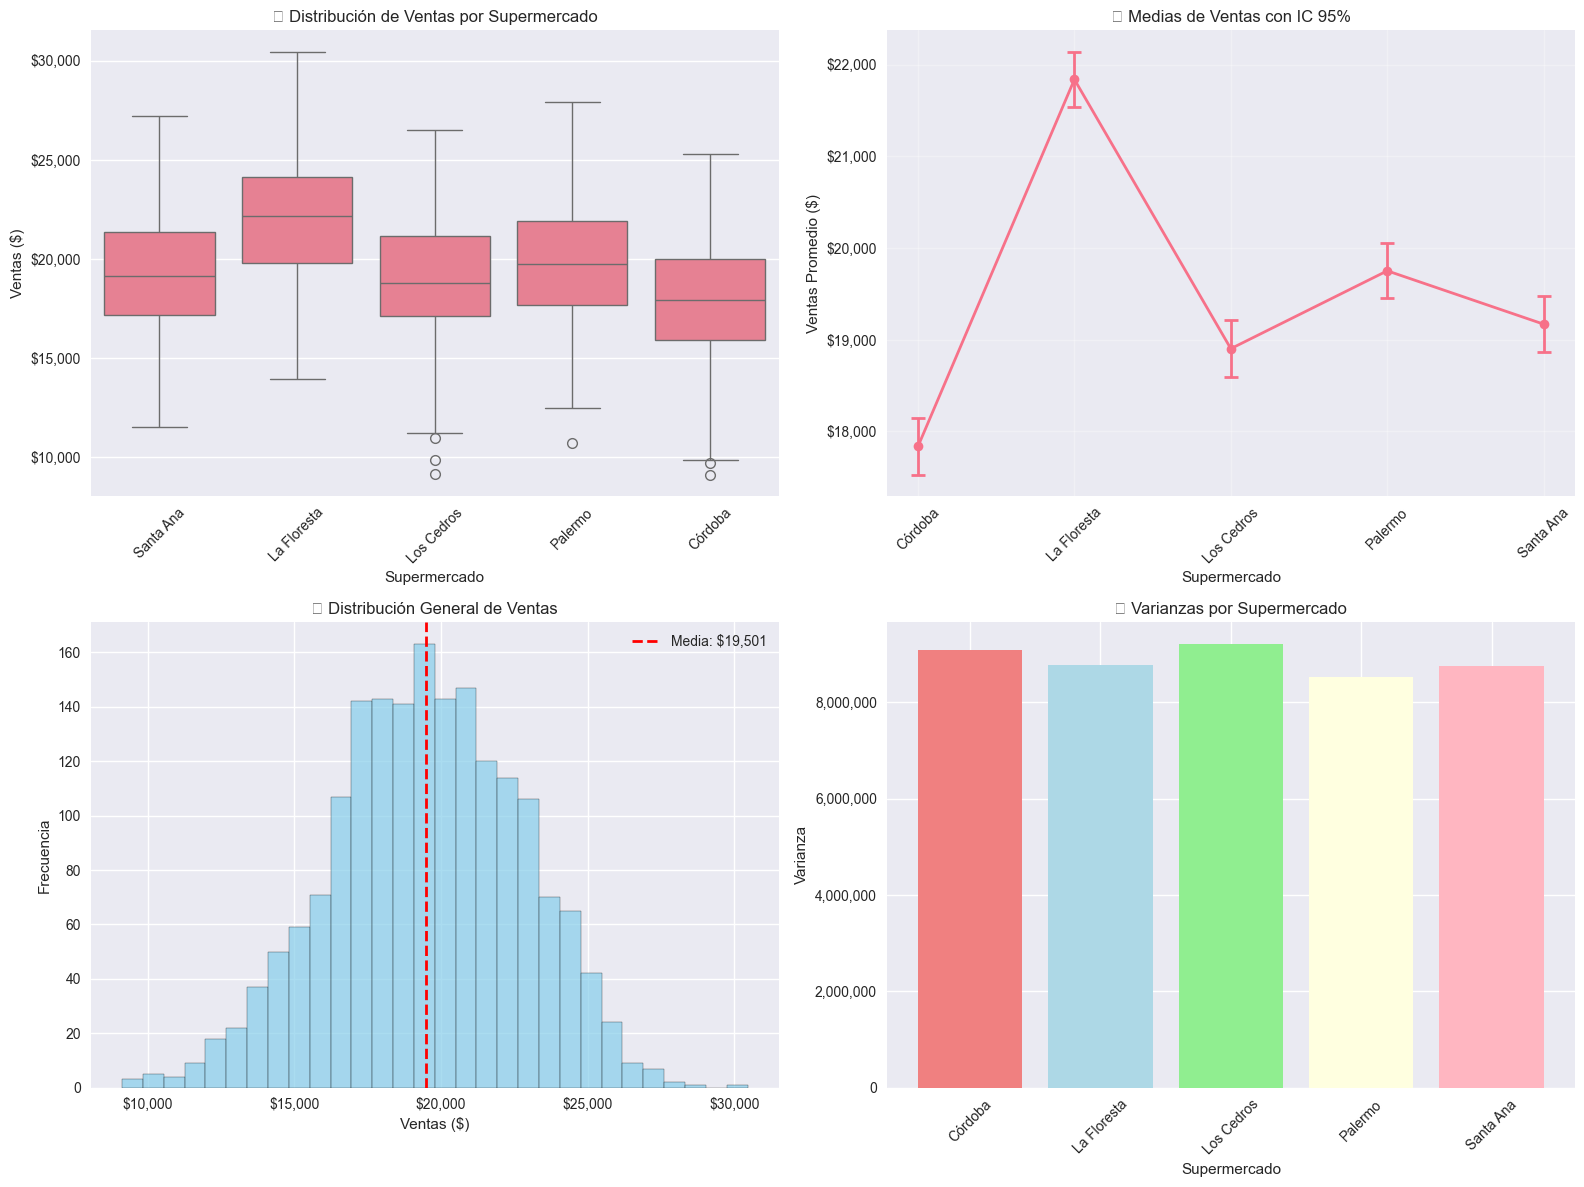 Distribución de Ventas por Supermercado
Ventas ($)
$30,000
$25,000
$20,000
$15,000
$10,000
Santa Ana
La Floresta
Los Cedros
Palermo
Córdoba
Supermercado
Medias de Ventas con IC 95%
Ventas Promedio ($)
$22,000
$21,000
$20,000
$19,000
$18,000
Córdoba
La Floresta
Los Cedros
Palermo
Santa Ana
Supermercado
Distribución General de Ventas
Media: $19,501
Frecuencia
160
140
120
100
80
60
40
20
0
$10,000
$15,000
$20,000
$25,000
$30,000
Ventas ($)
Varianzas por Supermercado
Varianza
8,000,000
6,000,000
4,000,000
2,000,000
0
Córdoba
La Floresta
Los Cedros
Palermo
Santa Ana
Supermercado